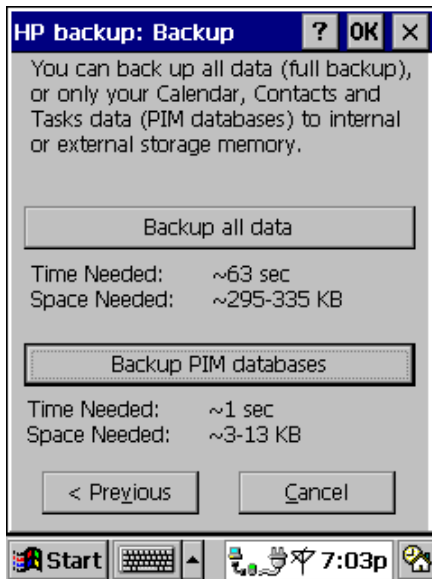 HP backup: Backup ? OK ×
You can back up all data (full backup),
or only your Calendar, Contacts and
Tasks data (PIM databases) to internal
or external storage memory.
Backup all data
Time Needed: ~63 sec
Space Needed: ~295-335 KB
Backup PIM databases
Time Needed: ~1 sec
Space Needed: ~3-13 KB
< Previous Cancel
Start 7:03p